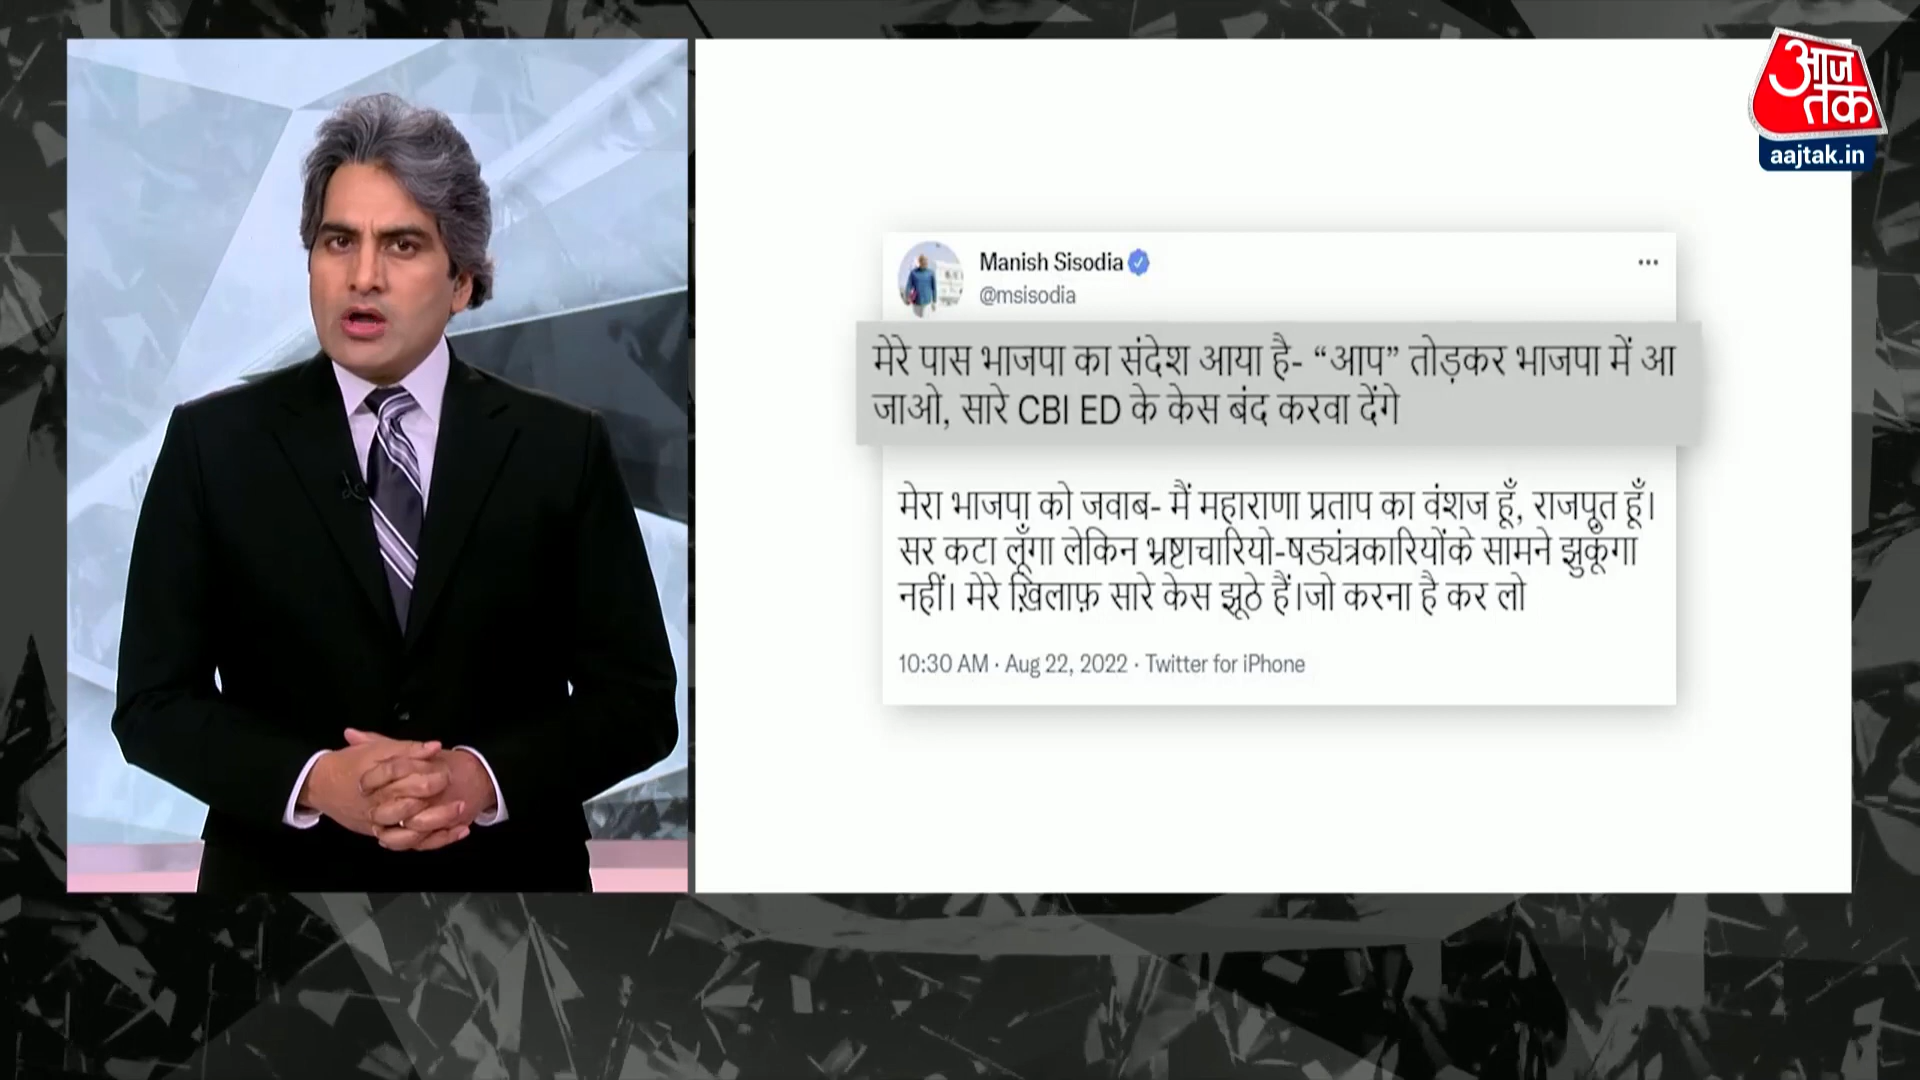 आज
तक
aajtak.in
Manish Sisodia
@msisodia
मेरे पास भाजपा का संदेश आया है- “आप” तोड़कर भाजपा में आ
जाओ, सारे CBI ED के केस बंद करवा देंगे
मेरा भाजपा को जवाब- मैं महाराणा प्रताप का वंशज हूँ, राजपूत हूँ।
सर कटा लूँगा लेकिन भ्रष्टाचारियो-षड्यंत्रकारियोंके सामने झुकूँगा
नहीं। मेरे ख़िलाफ़ सारे केस झूठे हैं।जो करना है कर लो
10:30 AM · Aug 22, 2022 · Twitter for iPhone